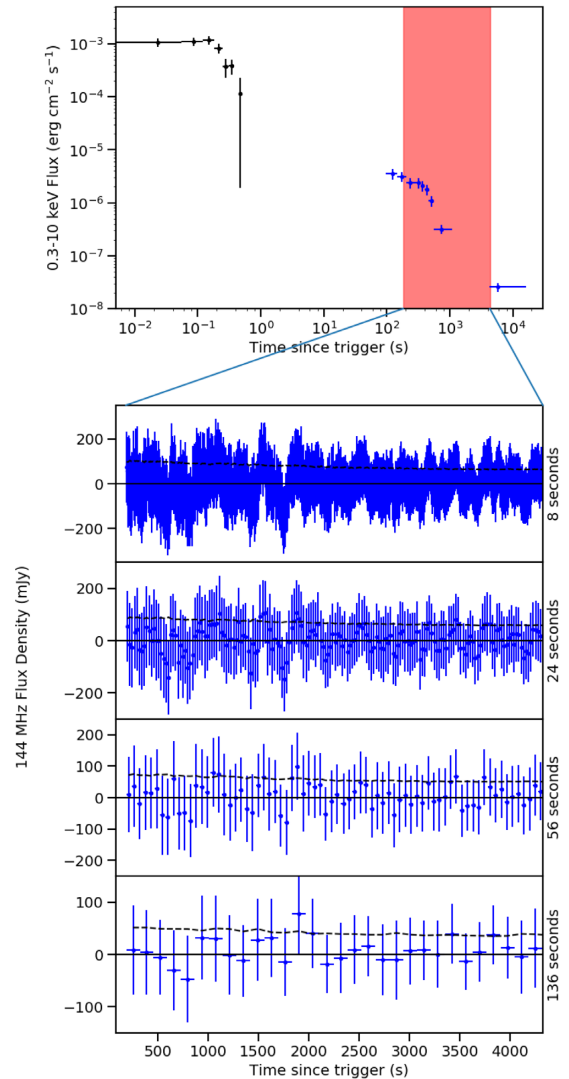 0.3-10 keV Flux (erg cm⁻² s⁻¹)
10⁻³
10⁻⁴
10⁻⁵
10⁻⁶
10⁻⁷
10⁻⁸
10⁻² 10⁻¹ 10⁰ 10¹ 10² 10³ 10⁴
Time since trigger (s)
144 MHz Flux Density (mJy)
200
0
−200
8 seconds
200
0
−200
24 seconds
200
100
0
−100
−200
56 seconds
100
0
−100
136 seconds
500 1000 1500 2000 2500 3000 3500 4000
Time since trigger (s)